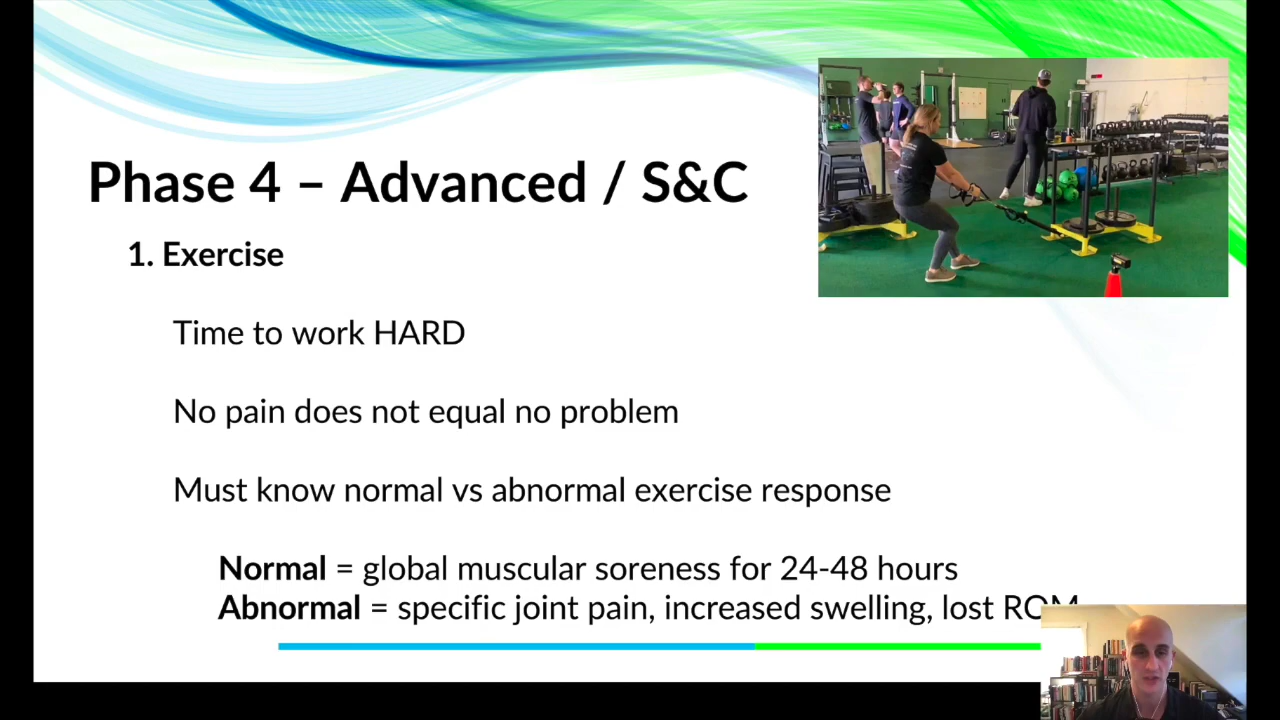 Phase 4 – Advanced / S&C
1. Exercise
Time to work HARD
No pain does not equal no problem
Must know normal vs abnormal exercise response
Normal = global muscular soreness for 24-48 hours
Abnormal = specific joint pain, increased swelling, lost ROM